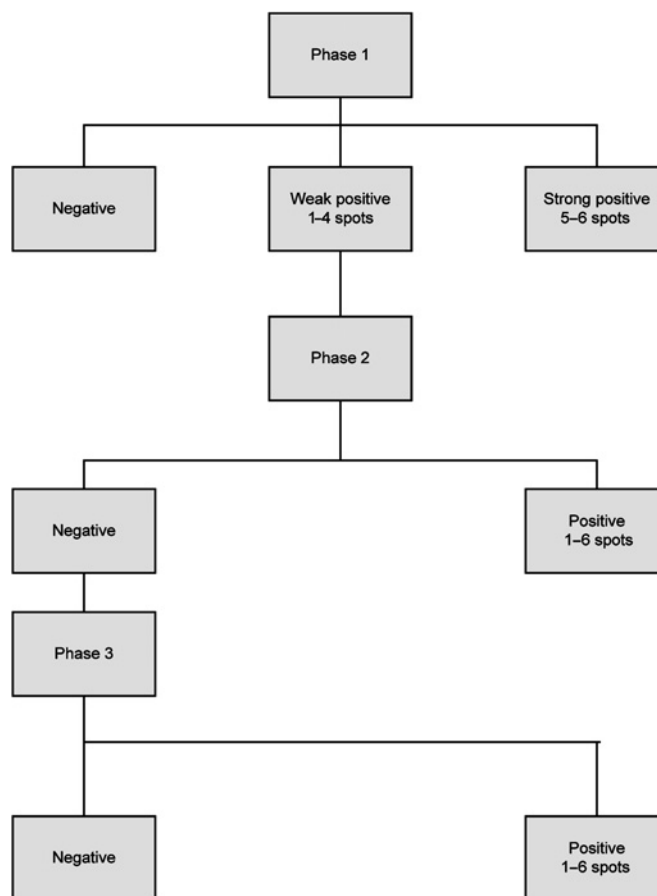 Phase 1
Negative
Weak positive
1–4 spots
Strong positive
5–6 spots
Phase 2
Negative
Positive
1–6 spots
Phase 3
Negative
Positive
1–6 spots